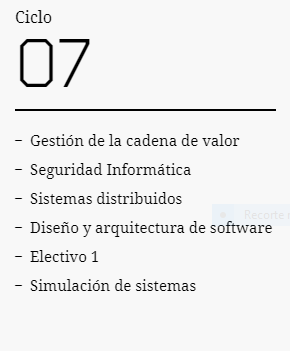 Ciclo
07
– Gestión de la cadena de valor
– Seguridad Informática
– Sistemas distribuidos
Recorte
– Diseño y arquitectura de software
– Electivo 1
– Simulación de sistemas